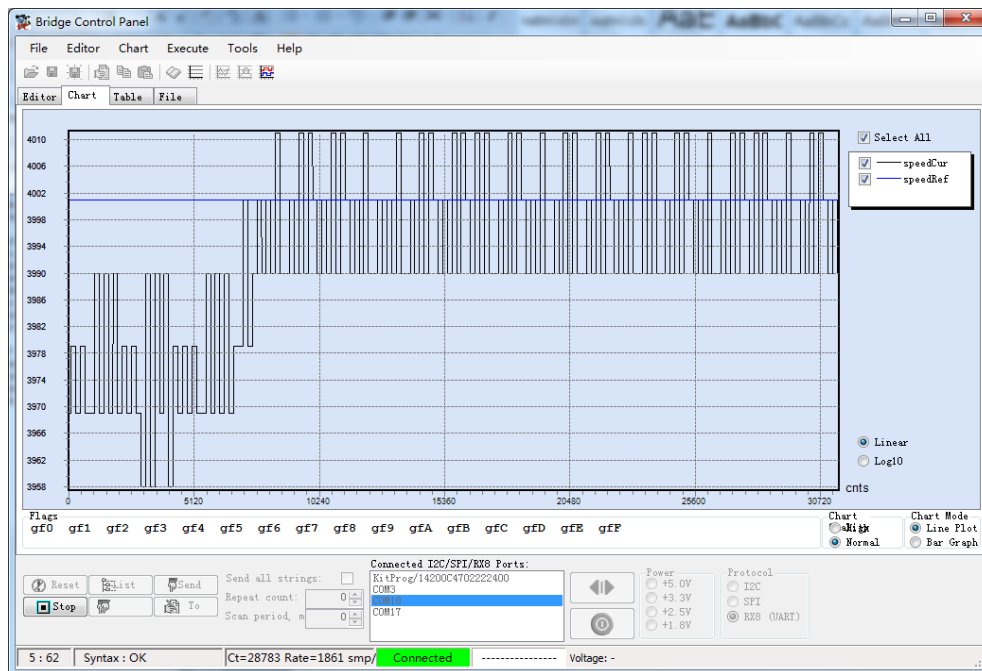 Bridge Control Panel
File Editor Chart Execute Tools Help
Editor Chart Table File
4010
4006
4002
3998
3994
3990
3986
3982
3978
3974
3970
3966
3962
3958
0 5120 10240 15360 20480 25600 30720
cnts
Select All
speedCur
speedRef
Linear
Log10
Flags
gf0 gf1 gf2 gf3 gf4 gf5 gf6 gf7 gf8 gf9 gfA gfB gfC gfD gfE gfF
Chart
Normal
Chart Mode
Line Plot
Bar Graph
Reset List Send
Stop To
Send all strings:
Repeat count: 0
Scan period, m 0
Connected I2C/SPI/RX8 Ports:
KitProg/14200C4702222400
COM3
COM17
Power
+5.0V
+3.3V
+2.5V
+1.8V
Protocol
I2C
SPI
RX8 (UART)
5 : 62 Syntax : OK Ct=28783 Rate=1861 smp/ Connected --------------- Voltage: -